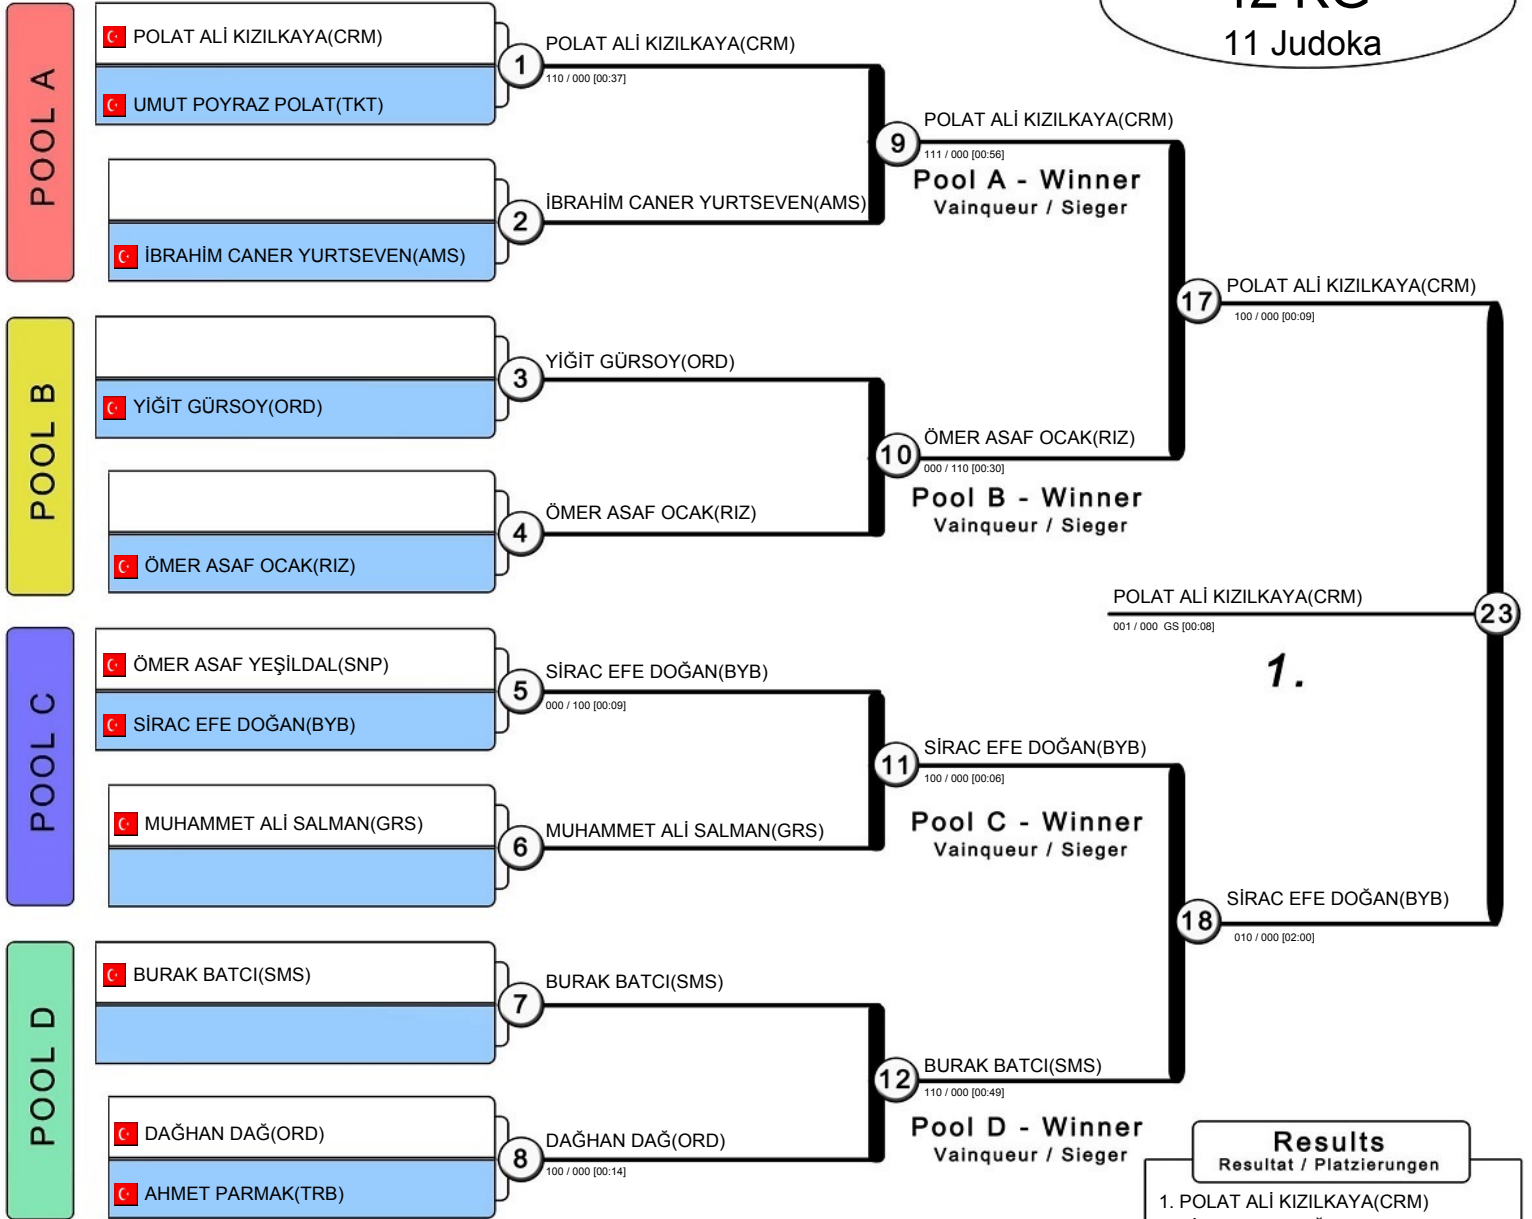 42 KG
11 Judoka
POOL A
POLAT ALİ KIZILKAYA(CRM)
UMUT POYRAZ POLAT(TKT)
1
POLAT ALİ KIZILKAYA(CRM)
110 / 000 [00:37]
İBRAHİM CANER YURTSEVEN(AMS)
2
İBRAHİM CANER YURTSEVEN(AMS)
9
POLAT ALİ KIZILKAYA(CRM)
111 / 000 [00:56]
Pool A - Winner
Vainqueur / Sieger
POOL B
YİĞİT GÜRSOY(ORD)
3
YİĞİT GÜRSOY(ORD)
ÖMER ASAF OCAK(RIZ)
4
ÖMER ASAF OCAK(RIZ)
10
ÖMER ASAF OCAK(RIZ)
000 / 110 [00:30]
Pool B - Winner
Vainqueur / Sieger
17
POLAT ALİ KIZILKAYA(CRM)
100 / 000 [00:09]
POOL C
ÖMER ASAF YEŞİLDAL(SNP)
SİRAC EFE DOĞAN(BYB)
5
SİRAC EFE DOĞAN(BYB)
000 / 100 [00:09]
MUHAMMET ALİ SALMAN(GRS)
6
MUHAMMET ALİ SALMAN(GRS)
11
SİRAC EFE DOĞAN(BYB)
100 / 000 [00:06]
Pool C - Winner
Vainqueur / Sieger
POOL D
BURAK BATCI(SMS)
7
BURAK BATCI(SMS)
DAĞHAN DAĞ(ORD)
AHMET PARMAK(TRB)
8
DAĞHAN DAĞ(ORD)
100 / 000 [00:14]
12
BURAK BATCI(SMS)
110 / 000 [00:49]
Pool D - Winner
Vainqueur / Sieger
18
SİRAC EFE DOĞAN(BYB)
010 / 000 [02:00]
POLAT ALİ KIZILKAYA(CRM)
23
001 / 000 GS [00:08]
1.
Results
Resultat / Platzierungen
1. POLAT ALİ KIZILKAYA(CRM)